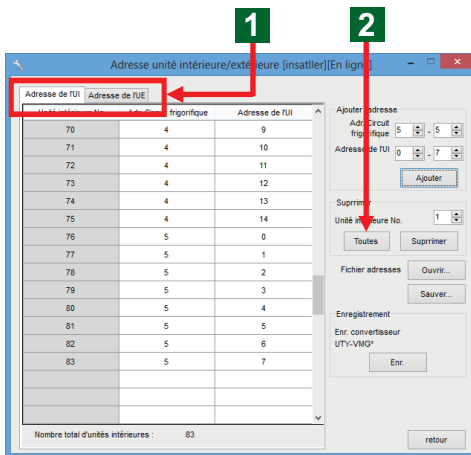 1 2
Adresse unité intérieure/extérieure [insatller][En ligne]
Adresse de l'UI Adresse de l'UE
frigorifique Adresse de l'UI
70 4 9
71 4 10
72 4 11
73 4 12
74 4 13
75 4 14
76 5 0
77 5 1
78 5 2
79 5 3
80 5 4
81 5 5
82 5 6
83 5 7
Nombre total d'unités intérieures : 83
Ajouter adresse
Adr. Circuit
frigorifique 5 - 5
Adresse de l'UI 0 - 7
Ajouter
Suprrimer
Unité intérieure No. 1
Toutes Suprrimer
Fichier adresses Ouvrir...
Sauver...
Enregistrement
Enr. convertisseur
UTY-VMG*
Enr.
retour